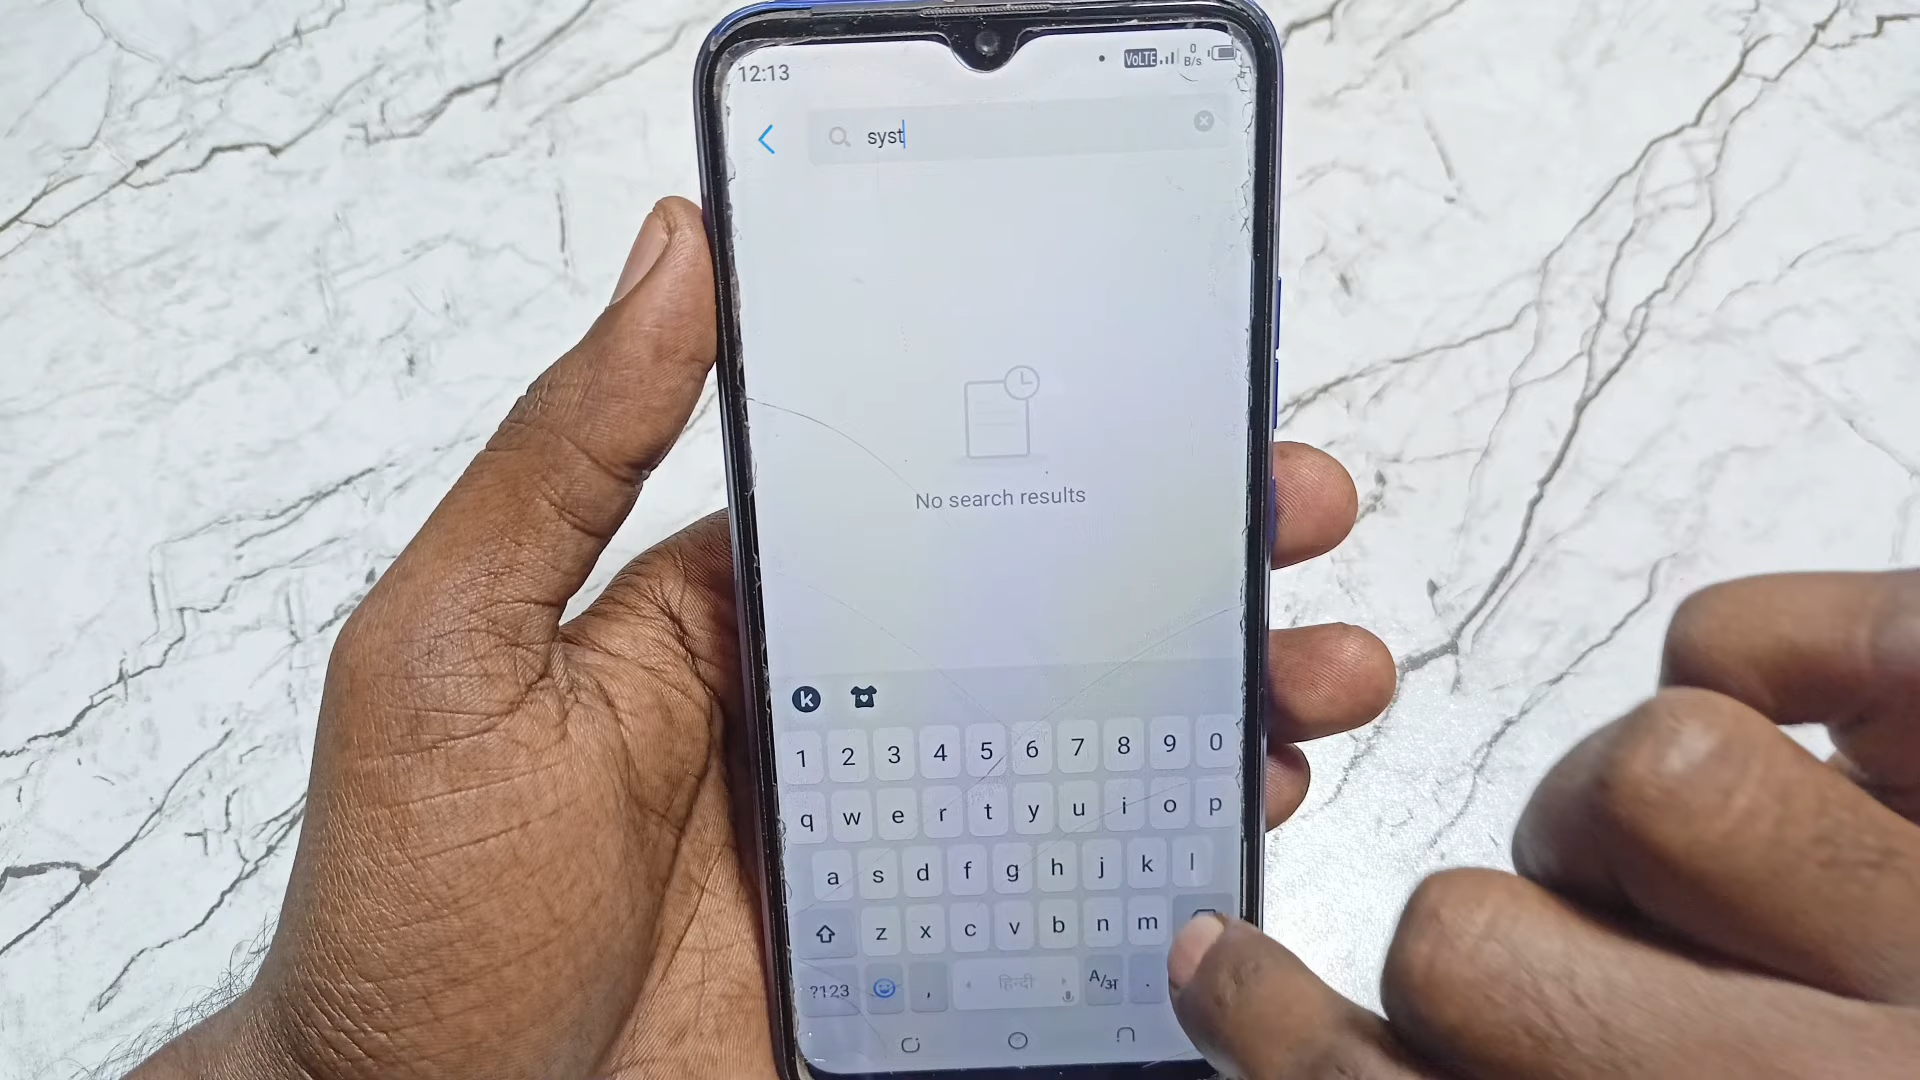 12:13
VoLTE
0
B/s
syst
No search results
k
1 2 3 4 5 6 7 8 9 0
q w e r t y u i o p
a s d f g h j k l
z x c v b n m
?123 , हिन्दी A/अ .